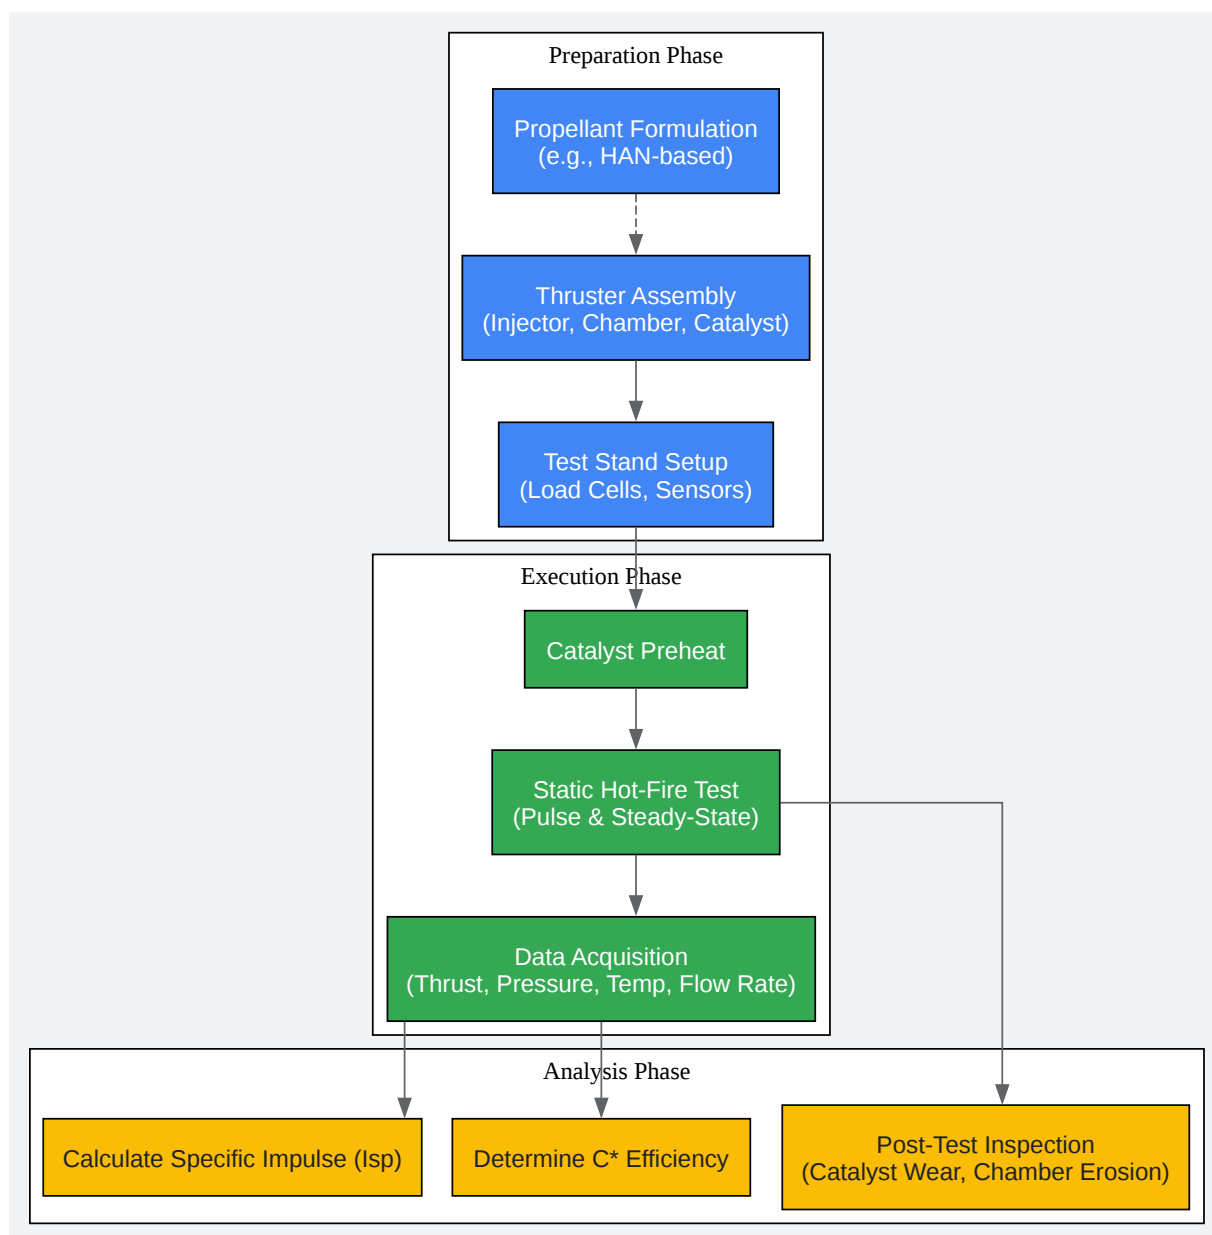 Preparation Phase
Propellant Formulation
(e.g., HAN-based)
Thruster Assembly
(Injector, Chamber, Catalyst)
Test Stand Setup
(Load Cells, Sensors)
Execution Phase
Catalyst Preheat
Static Hot-Fire Test
(Pulse & Steady-State)
Data Acquisition
(Thrust, Pressure, Temp, Flow Rate)
Analysis Phase
Calculate Specific Impulse (Isp)
Determine C* Efficiency
Post-Test Inspection
(Catalyst Wear, Chamber Erosion)